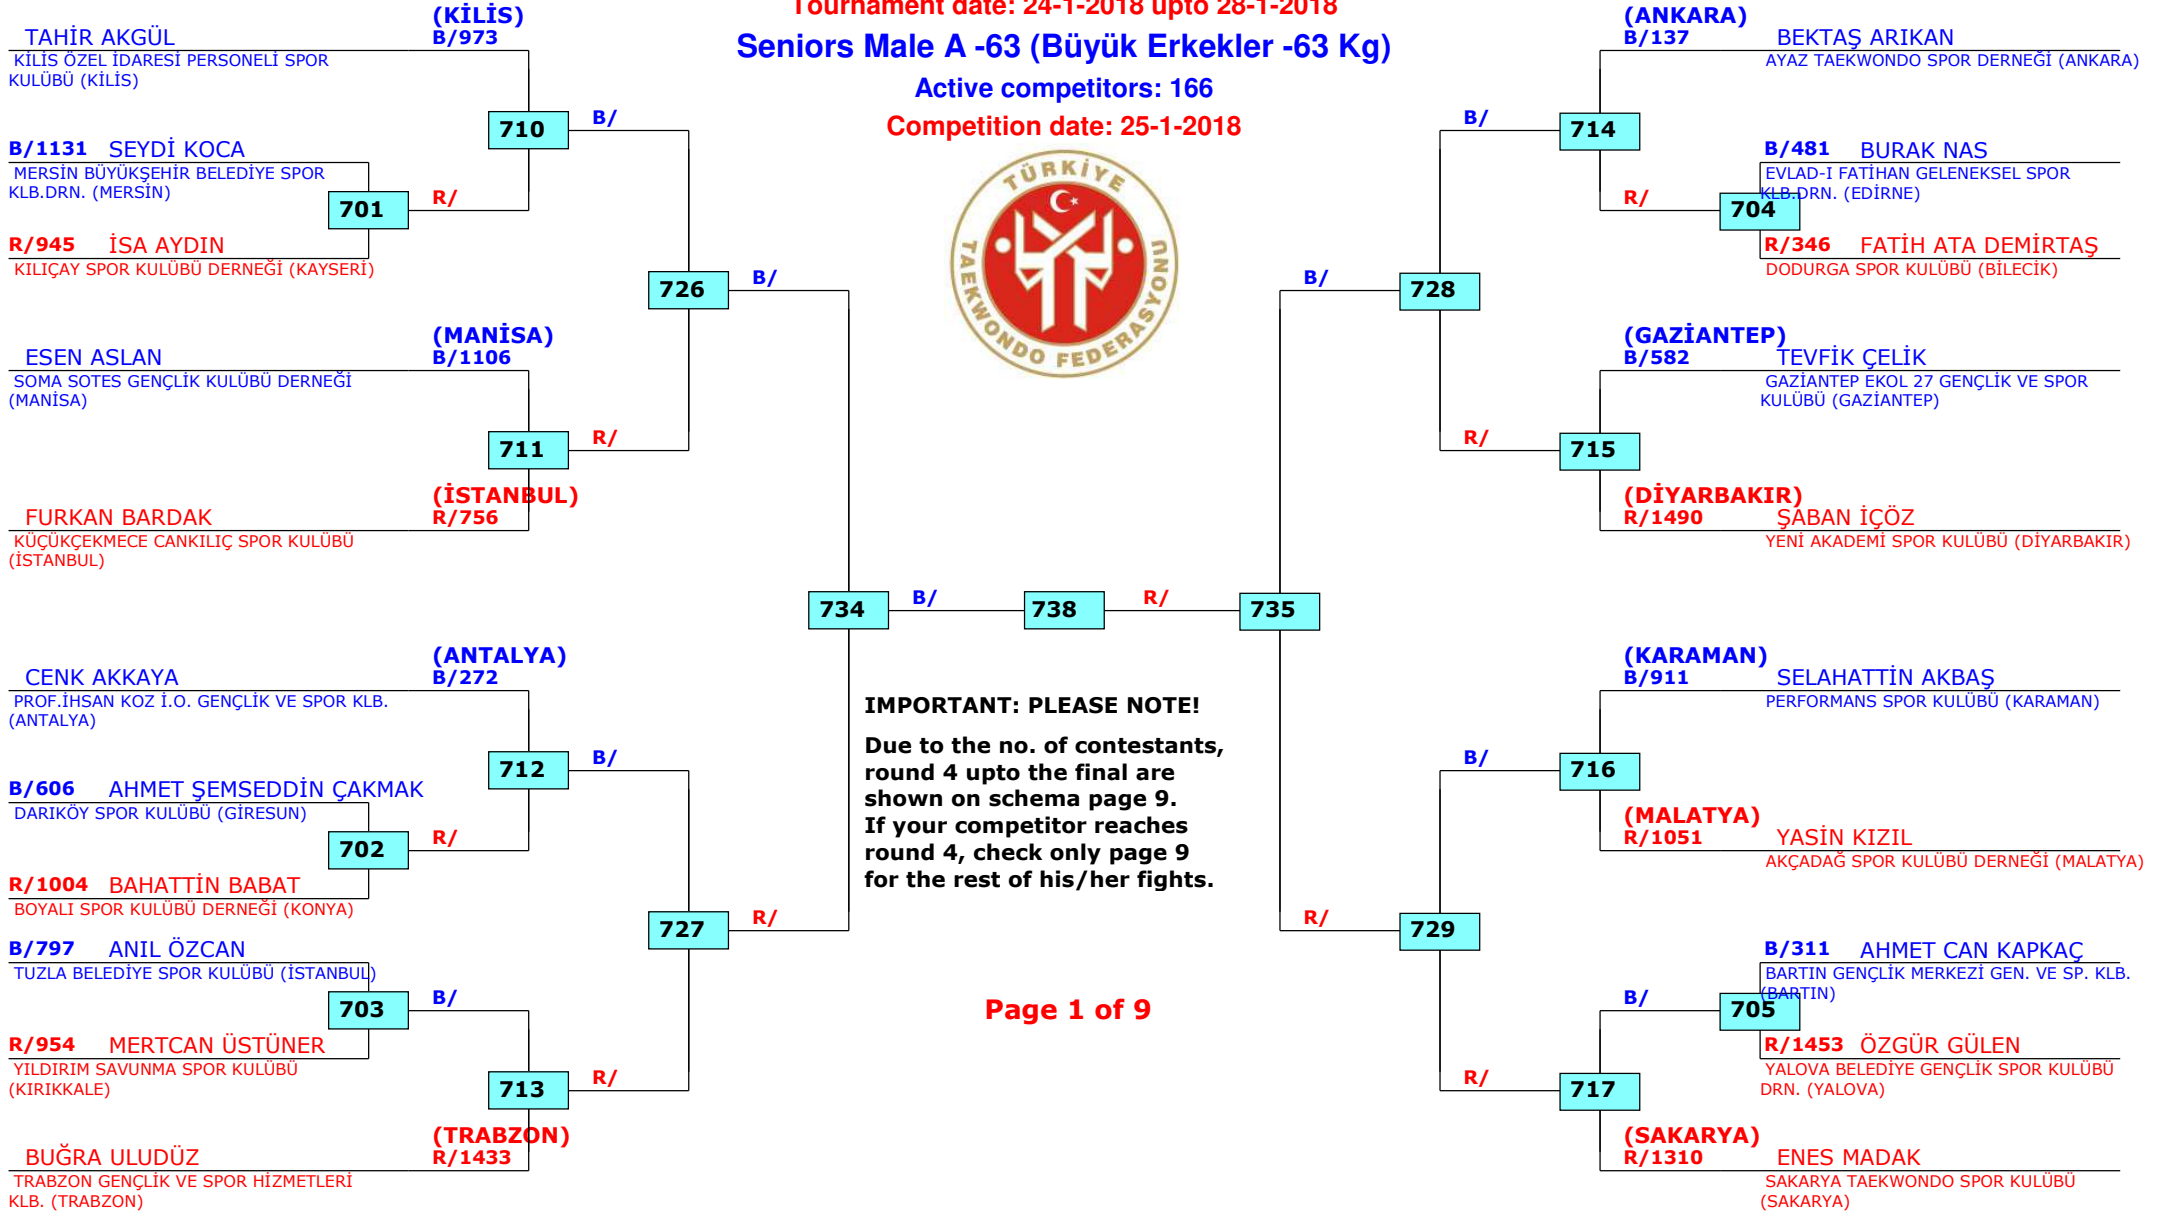 Tournament date: 24-1-2018 upto 28-1-2018
Seniors Male A -63 (Büyük Erkekler -63 Kg)
Active competitors: 166
Competition date: 25-1-2018
TÜRKİYE
TAEKWONDO FEDERASYONU
(KİLİS)
TAHİR AKGÜL B/973
KİLİS ÖZEL İDARESİ PERSONELİ SPOR
KULÜBÜ (KİLİS)
710 B/
B/1131 SEYDİ KOCA
MERSİN BÜYÜKŞEHİR BELEDİYE SPOR
KLB.DRN. (MERSİN)
701 R/
R/945 İSA AYDIN
KILIÇAY SPOR KULÜBÜ DERNEĞİ (KAYSERİ)
726 B/
(MANİSA)
ESEN ASLAN B/1106
SOMA SOTES GENÇLİK KULÜBÜ DERNEĞİ
(MANİSA)
711 R/
(İSTANBUL)
FURKAN BARDAK R/756
KÜÇÜKÇEKMECE CANKILIÇ SPOR KULÜBÜ
(İSTANBUL)
734 B/ 738 R/ 735
(ANTALYA)
CENK AKKAYA B/272
PROF.İHSAN KOZ İ.O. GENÇLİK VE SPOR KLB.
(ANTALYA)
712 B/
B/606 AHMET ŞEMSEDDİN ÇAKMAK
DARIKÖY SPOR KULÜBÜ (GİRESUN)
702 R/
R/1004 BAHATTİN BABAT
BOYALI SPOR KULÜBÜ DERNEĞİ (KONYA)
727 R/
B/797 ANIL ÖZCAN
TUZLA BELEDİYE SPOR KULÜBÜ (İSTANBUL)
703 B/
R/954 MERTCAN ÜSTÜNER
YILDIRIM SAVUNMA SPOR KULÜBÜ
(KIRIKKALE)
713 R/
(TRABZON)
BUĞRA ULUDÜZ R/1433
TRABZON GENÇLİK VE SPOR HİZMETLERİ
KLB. (TRABZON)
IMPORTANT: PLEASE NOTE!
Due to the no. of contestants,
round 4 upto the final are
shown on schema page 9.
If your competitor reaches
round 4, check only page 9
for the rest of his/her fights.
Page 1 of 9
(ANKARA)
B/137 BEKTAŞ ARIKAN
AYAZ TAEKWONDO SPOR DERNEĞİ (ANKARA)
B/ 714
B/481 BURAK NAS
EVLAD-I FATİHAN GELENEKSEL SPOR
KLB.DRN. (EDİRNE)
R/ 704
R/346 FATİH ATA DEMİRTAŞ
DODURGA SPOR KULÜBÜ (BİLECİK)
B/ 728
(GAZİANTEP)
B/582 TEVFİK ÇELİK
GAZİANTEP EKOL 27 GENÇLİK VE SPOR
KULÜBÜ (GAZİANTEP)
R/ 715
(DİYARBAKIR)
R/1490 ŞABAN İÇÖZ
YENİ AKADEMİ SPOR KULÜBÜ (DİYARBAKIR)
(KARAMAN)
B/911 SELAHATTİN AKBAŞ
PERFORMANS SPOR KULÜBÜ (KARAMAN)
B/ 716
(MALATYA)
R/1051 YASİN KIZIL
AKÇADAĞ SPOR KULÜBÜ DERNEĞİ (MALATYA)
R/ 729
B/311 AHMET CAN KAPKAÇ
BARTIN GENÇLİK MERKEZİ GEN. VE SP. KLB.
(BARTIN)
B/ 705
R/1453 ÖZGÜR GÜLEN
YALOVA BELEDİYE GENÇLİK SPOR KULÜBÜ
DRN. (YALOVA)
R/ 717
(SAKARYA)
R/1310 ENES MADAK
SAKARYA TAEKWONDO SPOR KULÜBÜ
(SAKARYA)